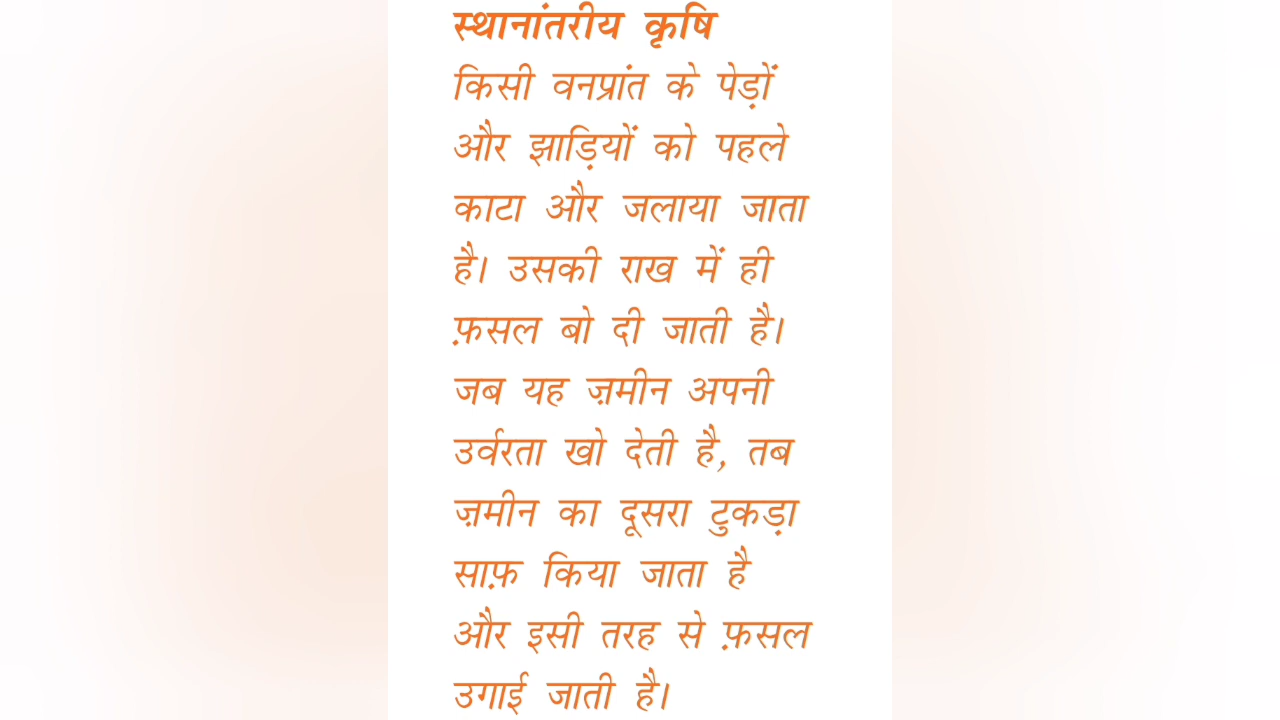 स्थानांतरीय कृषि
किसी वनप्रांत के पेड़ों
और झाड़ियों को पहले
काटा और जलाया जाता
है। उसकी राख में ही
फ़सल बो दी जाती है।
जब यह ज़मीन अपनी
उर्वरता खो देती है, तब
ज़मीन का दूसरा टुकड़ा
साफ़ किया जाता है
और इसी तरह से फ़सल
उगाई जाती है।